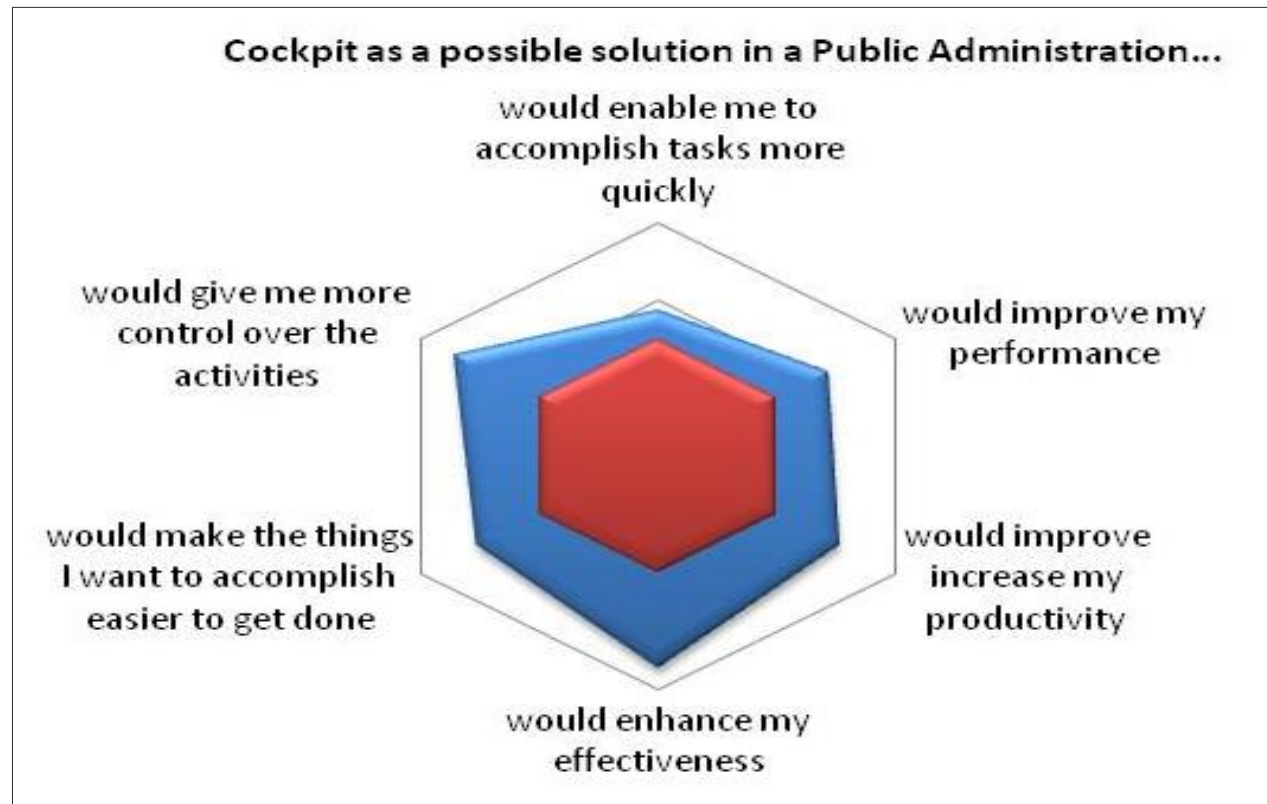 Cockpit as a possible solution in a Public Administration...
would enable me to
accomplish tasks more
quickly
would give me more
control over the
activities
would improve my
performance
would make the things
I want to accomplish
easier to get done
would improve
increase my
productivity
would enhance my
effectiveness